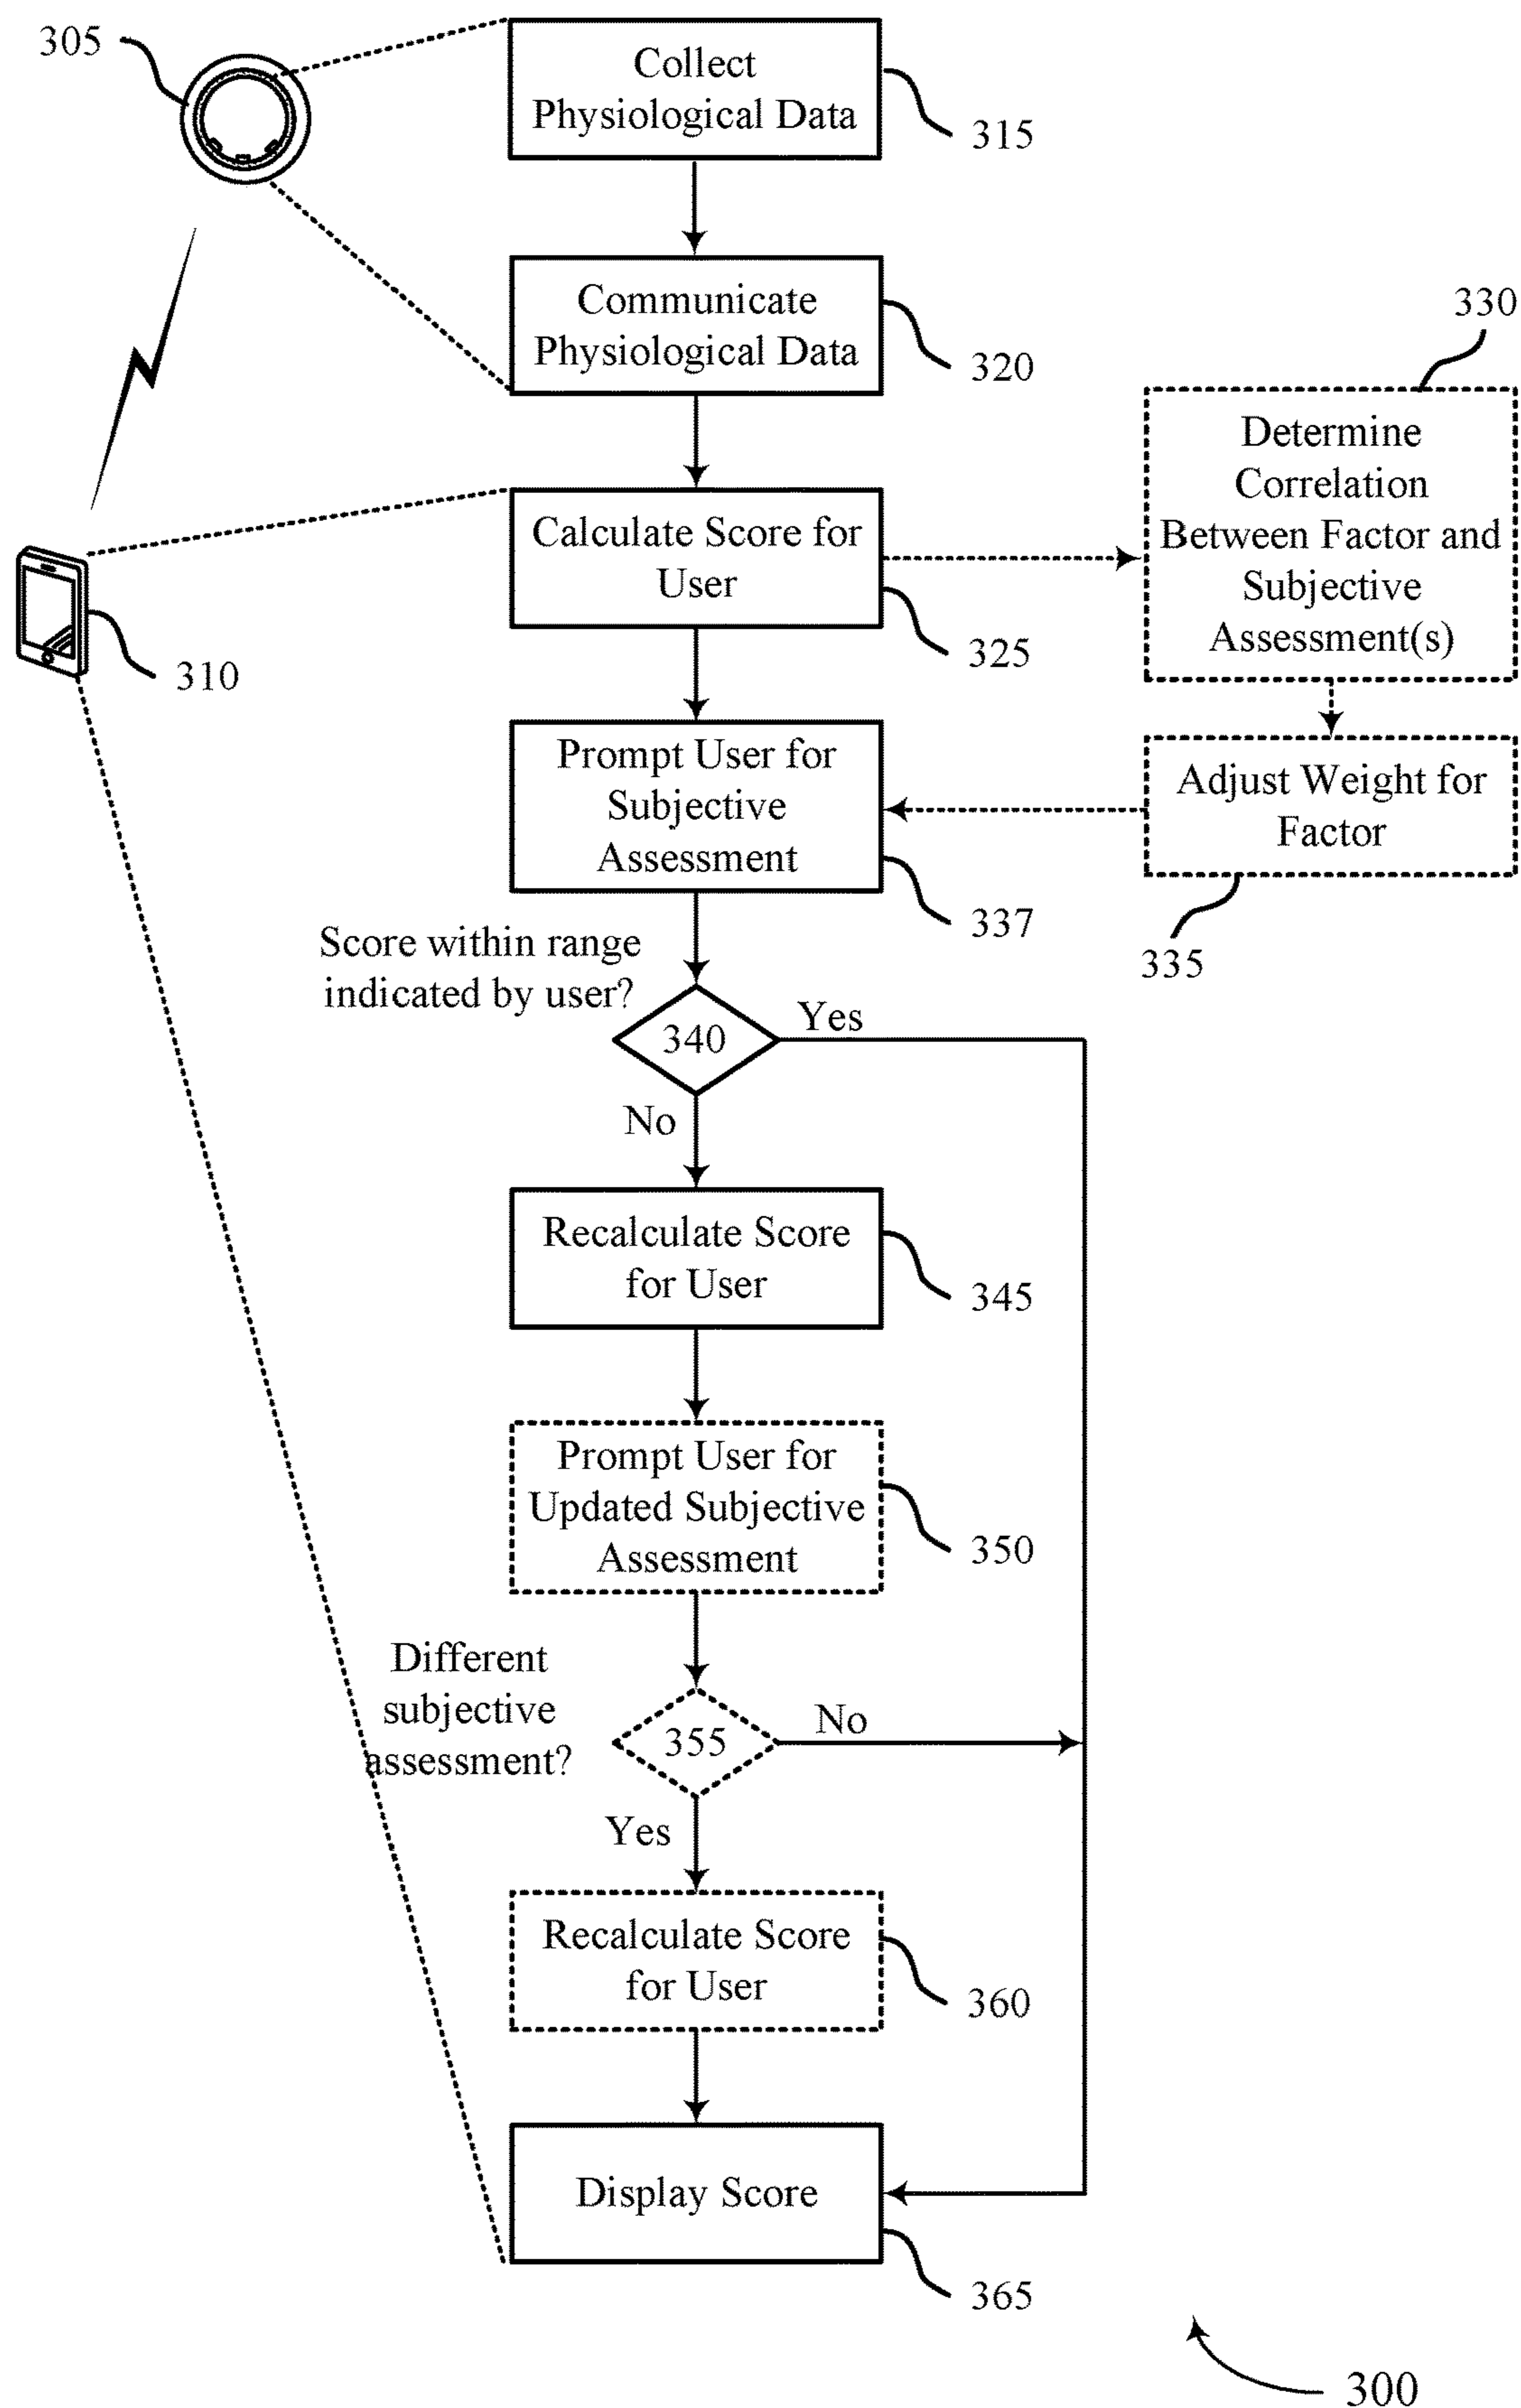 305
Collect
Physiological Data
315
Communicate
Physiological Data
320
330
Determine
Correlation
Between Factor and
Subjective
Assessment(s)
Calculate Score for
User
325
310
Prompt User for
Subjective
Assessment
337
Adjust Weight for
Factor
335
Score within range
indicated by user?
340
Yes
No
Recalculate Score
for User
345
Prompt User for
Updated Subjective
Assessment
350
Different
subjective
assessment?
355
No
Yes
Recalculate Score
for User
360
Display Score
365
300